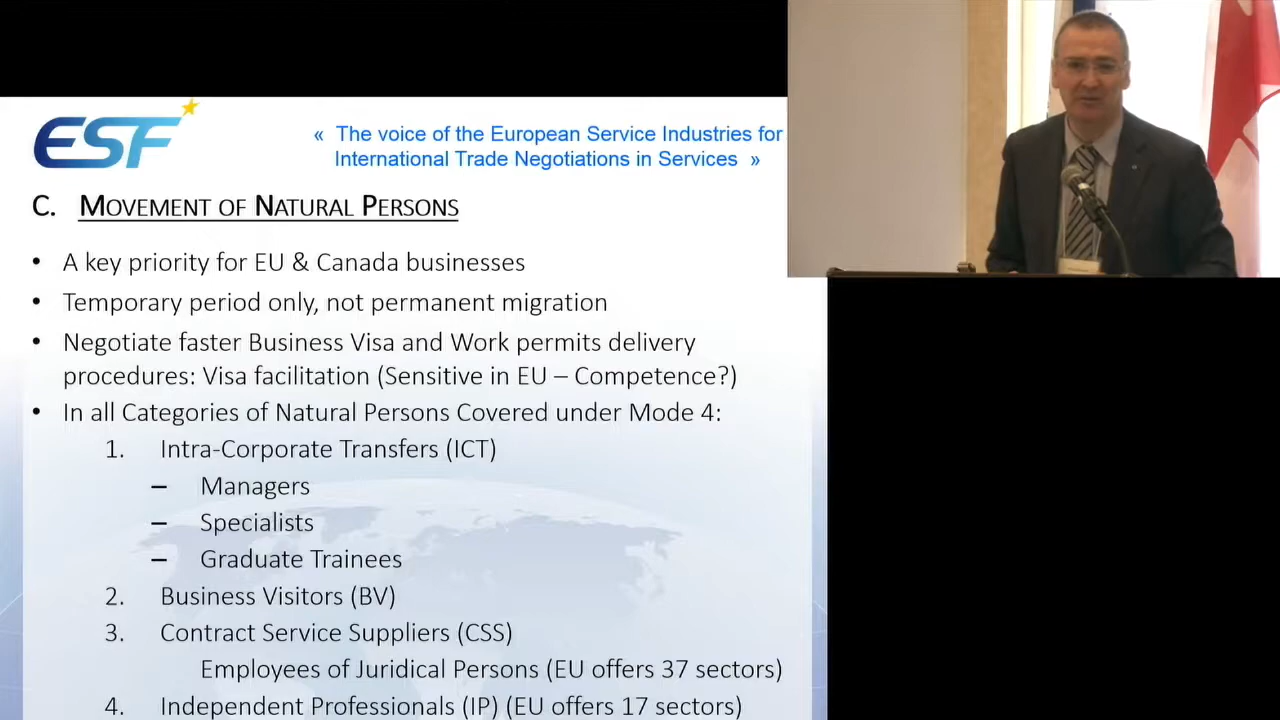 ESF
« The voice of the European Service Industries for
International Trade Negotiations in Services »
C. MOVEMENT OF NATURAL PERSONS
• A key priority for EU & Canada businesses
• Temporary period only, not permanent migration
• Negotiate faster Business Visa and Work permits delivery
procedures: Visa facilitation (Sensitive in EU – Competence?)
• In all Categories of Natural Persons Covered under Mode 4:
1. Intra-Corporate Transfers (ICT)
– Managers
– Specialists
– Graduate Trainees
2. Business Visitors (BV)
3. Contract Service Suppliers (CSS)
Employees of Juridical Persons (EU offers 37 sectors)
4. Independent Professionals (IP) (EU offers 17 sectors)